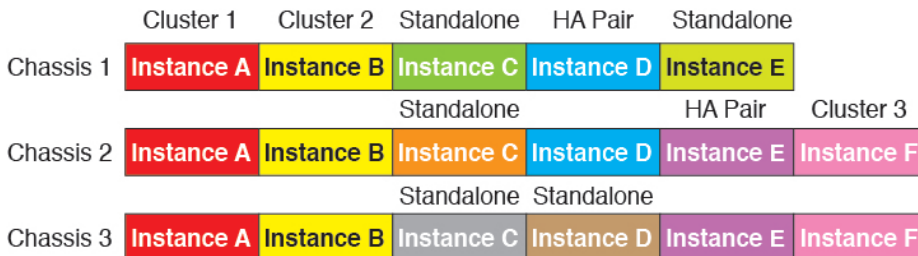 Cluster 1 Cluster 2 Standalone HA Pair Standalone
Chassis 1 Instance A Instance B Instance C Instance D Instance E
Standalone HA Pair Cluster 3
Chassis 2 Instance A Instance B Instance C Instance D Instance E Instance F
Standalone Standalone
Chassis 3 Instance A Instance B Instance C Instance D Instance E Instance F